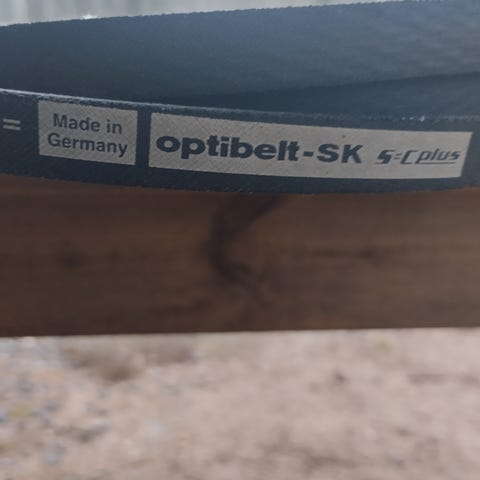 =
Made in
Germany
optibelt-SK S=C plus